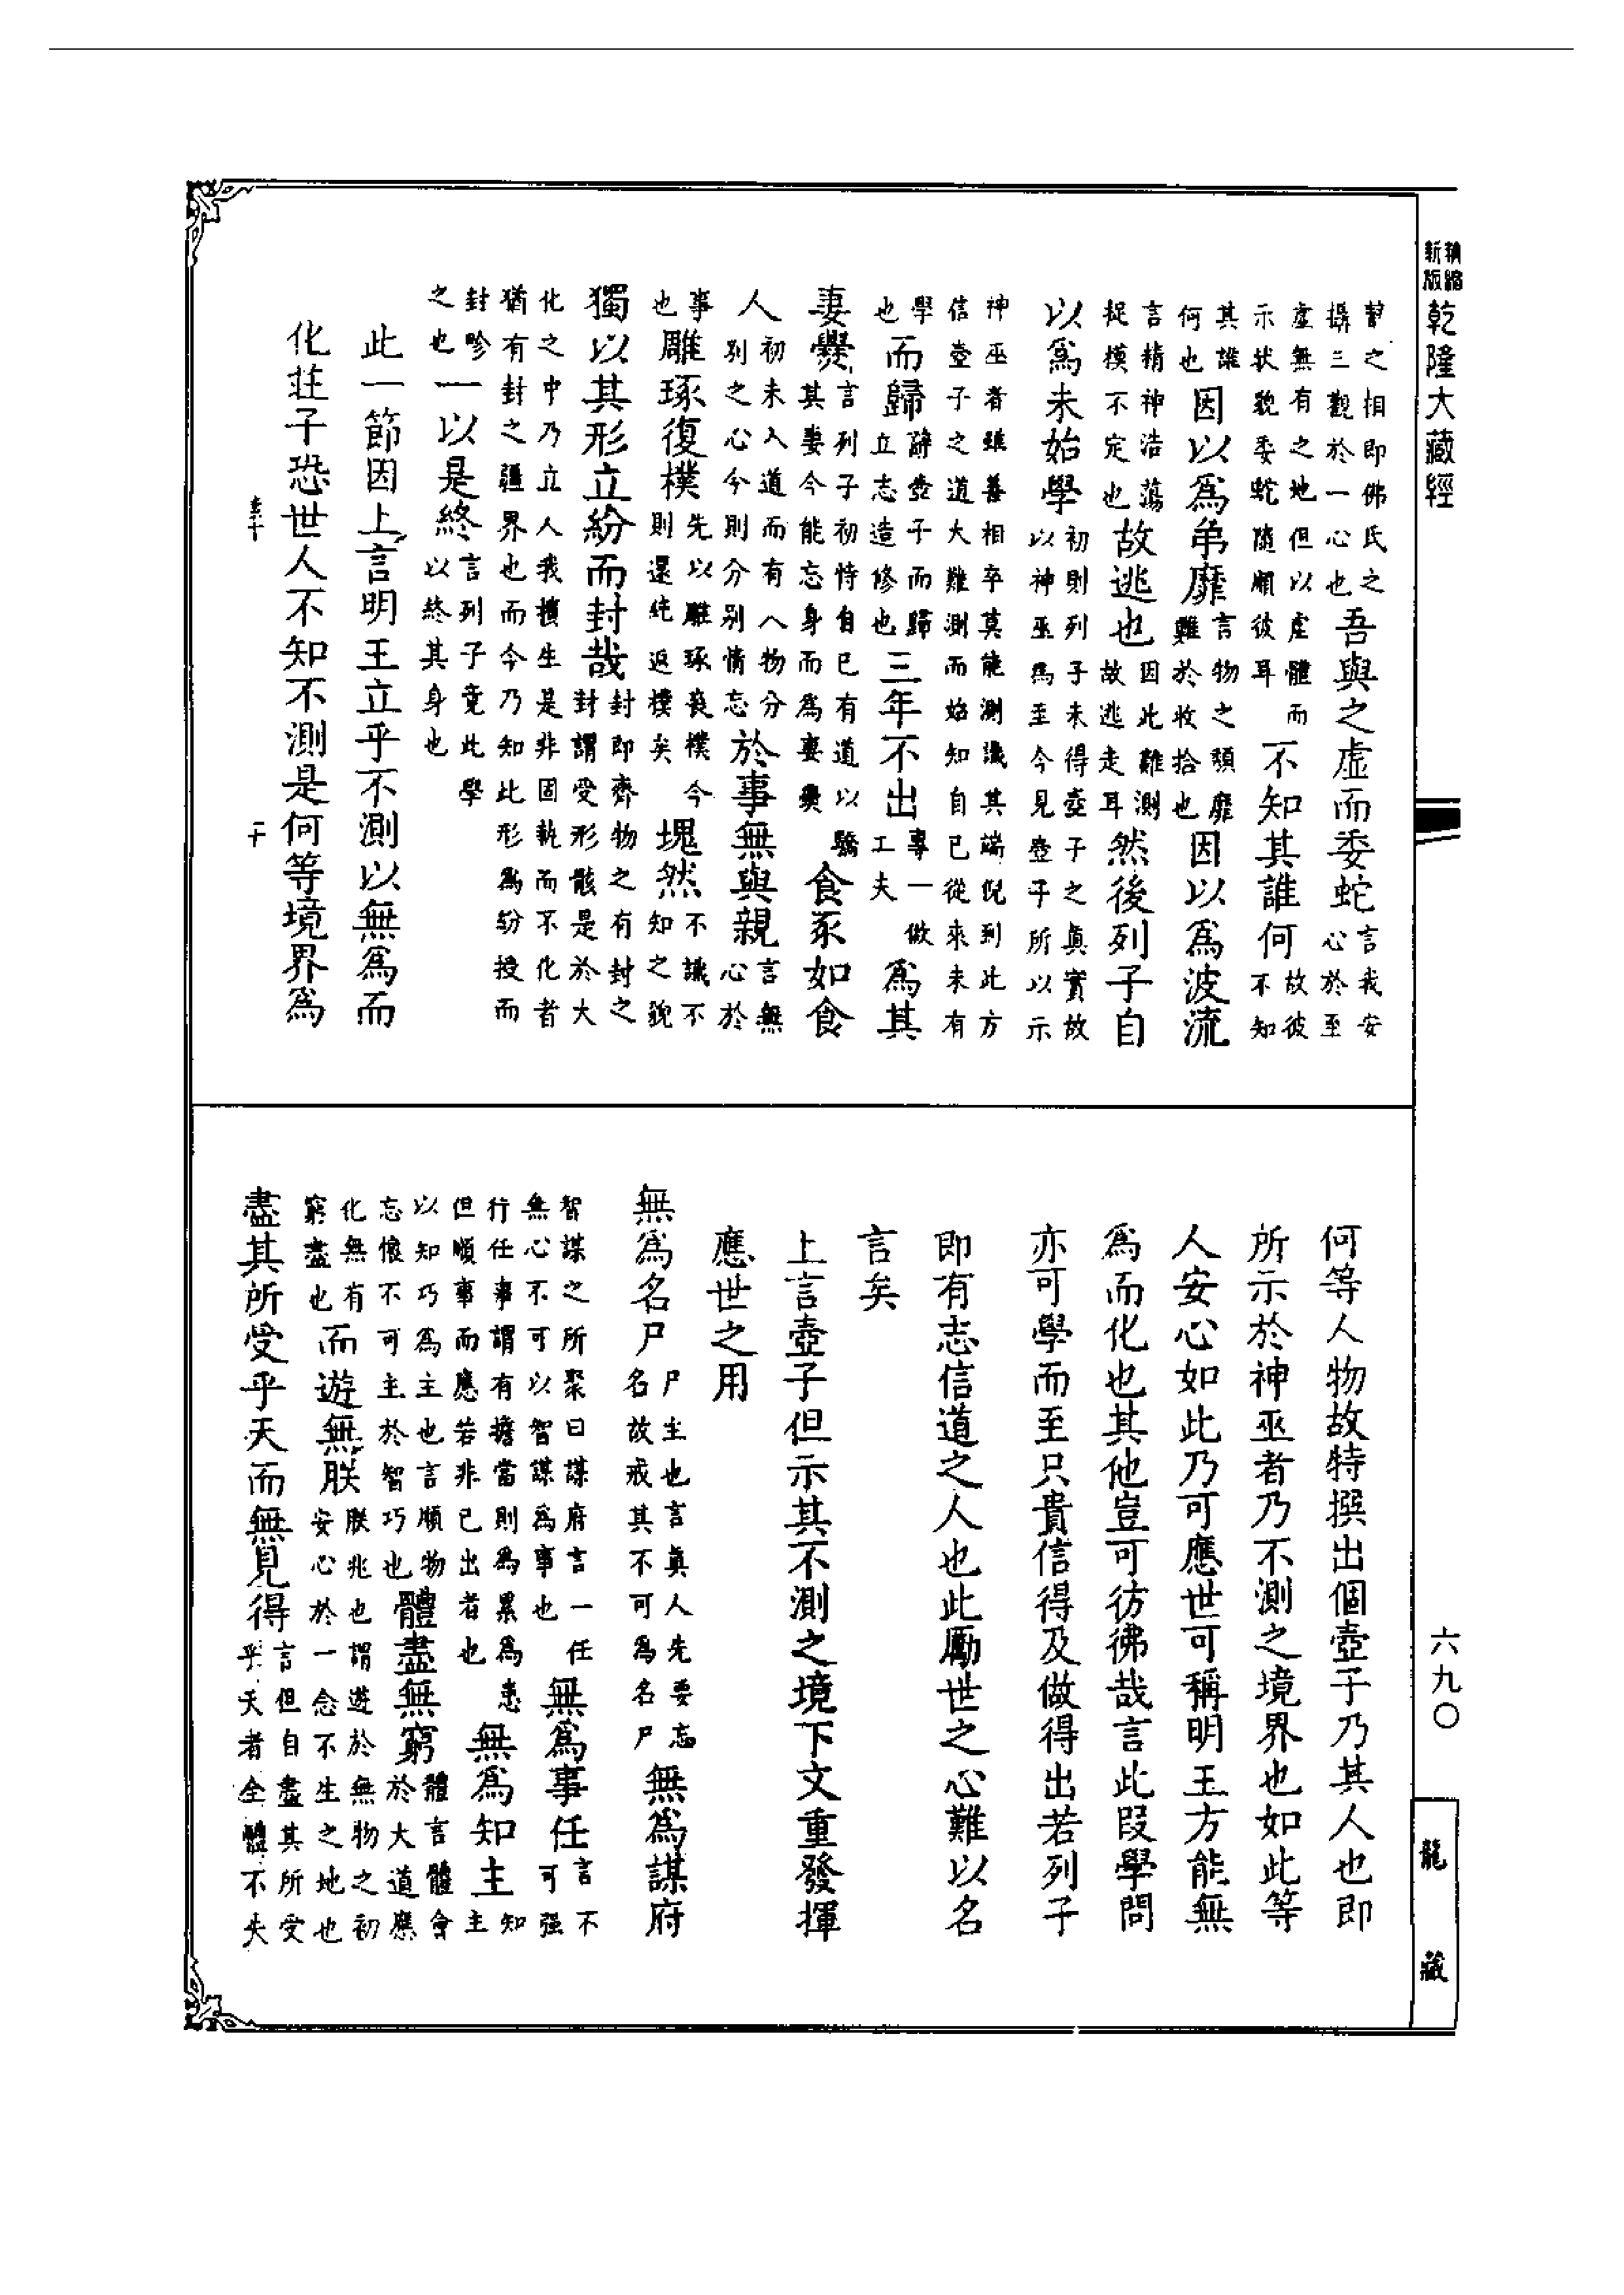 之相即佛氏之攝三觀於一心也吾與之虛而委蛇言我安心於至
虛無有之地但以虛體而示狀貌委蛇隨順彼耳不知其誰何故彼不知
其誰何也因以爲弟靡言物之頹靡難於收拾也因以爲波流
言精神浩蕩捉模不定也故逃也因此難測故逃走耳然後列子自
以爲未始學初則列子未得壺子之眞實故以神巫爲至今見壺子所以示
神巫者雖善相卒莫能測識其端倪到此方信壺子之道大難測而始知自已從來未有
學也而歸辭壺子而歸立志造修也三年不出專一做工夫爲其
妻爨言列子初恃自已有道以驕其妻今能忘身而爲妻爨食豕如食
人初未入道而有人物分別之心今則分別情忘於事無與親言無心於
事也雕琢復樸先以雕琢喪樸今則還純返樸矣塊然不識不知之貌
獨以其形立紛而封哉封即齊物之有封之封謂受形骸是於大
化之中乃立人我攖生是非固執而不化者猶有封之疆界也而今乃知此形爲紛授而
封畛之也一以是終言列子竟此學以終其身也
此一節因上言明王立乎不測以無爲而
化莊子恐世人不知不測是何等境界爲
素十
二十
何等人物故特撰出個壺子乃其人也即
所示於神巫者乃不測之境界也如此等
人安心如此乃可應世可稱明王方能無
爲而化也其他豈可彷彿哉言此段學問
亦可學而至只貴信得及做得出若列子
即有志信道之人也此勵世之心難以名
言矣
上言壺子但示其不測之境下文重發揮
應世之用
無爲名尸尸主也言眞人先要忘名故戒其不可爲名尸無爲謀府
智謀之所聚曰謀府言一任無心不可以智謀爲事也無爲事任言不可强
行任事謂有擔當則爲累爲患但順事而應若非已出者也無爲知主知主
以知巧爲主也言順物忘懷不可主於智巧也體盡無窮體言體會於大道應
化無有窮盡也而遊無朕朕兆也謂遊於無物之初安心於一念不生之地也
盡其所受乎天而無見得言但自盡其所受乎天者全體不失
精縮新版乾隆大藏經
六九〇
龍藏